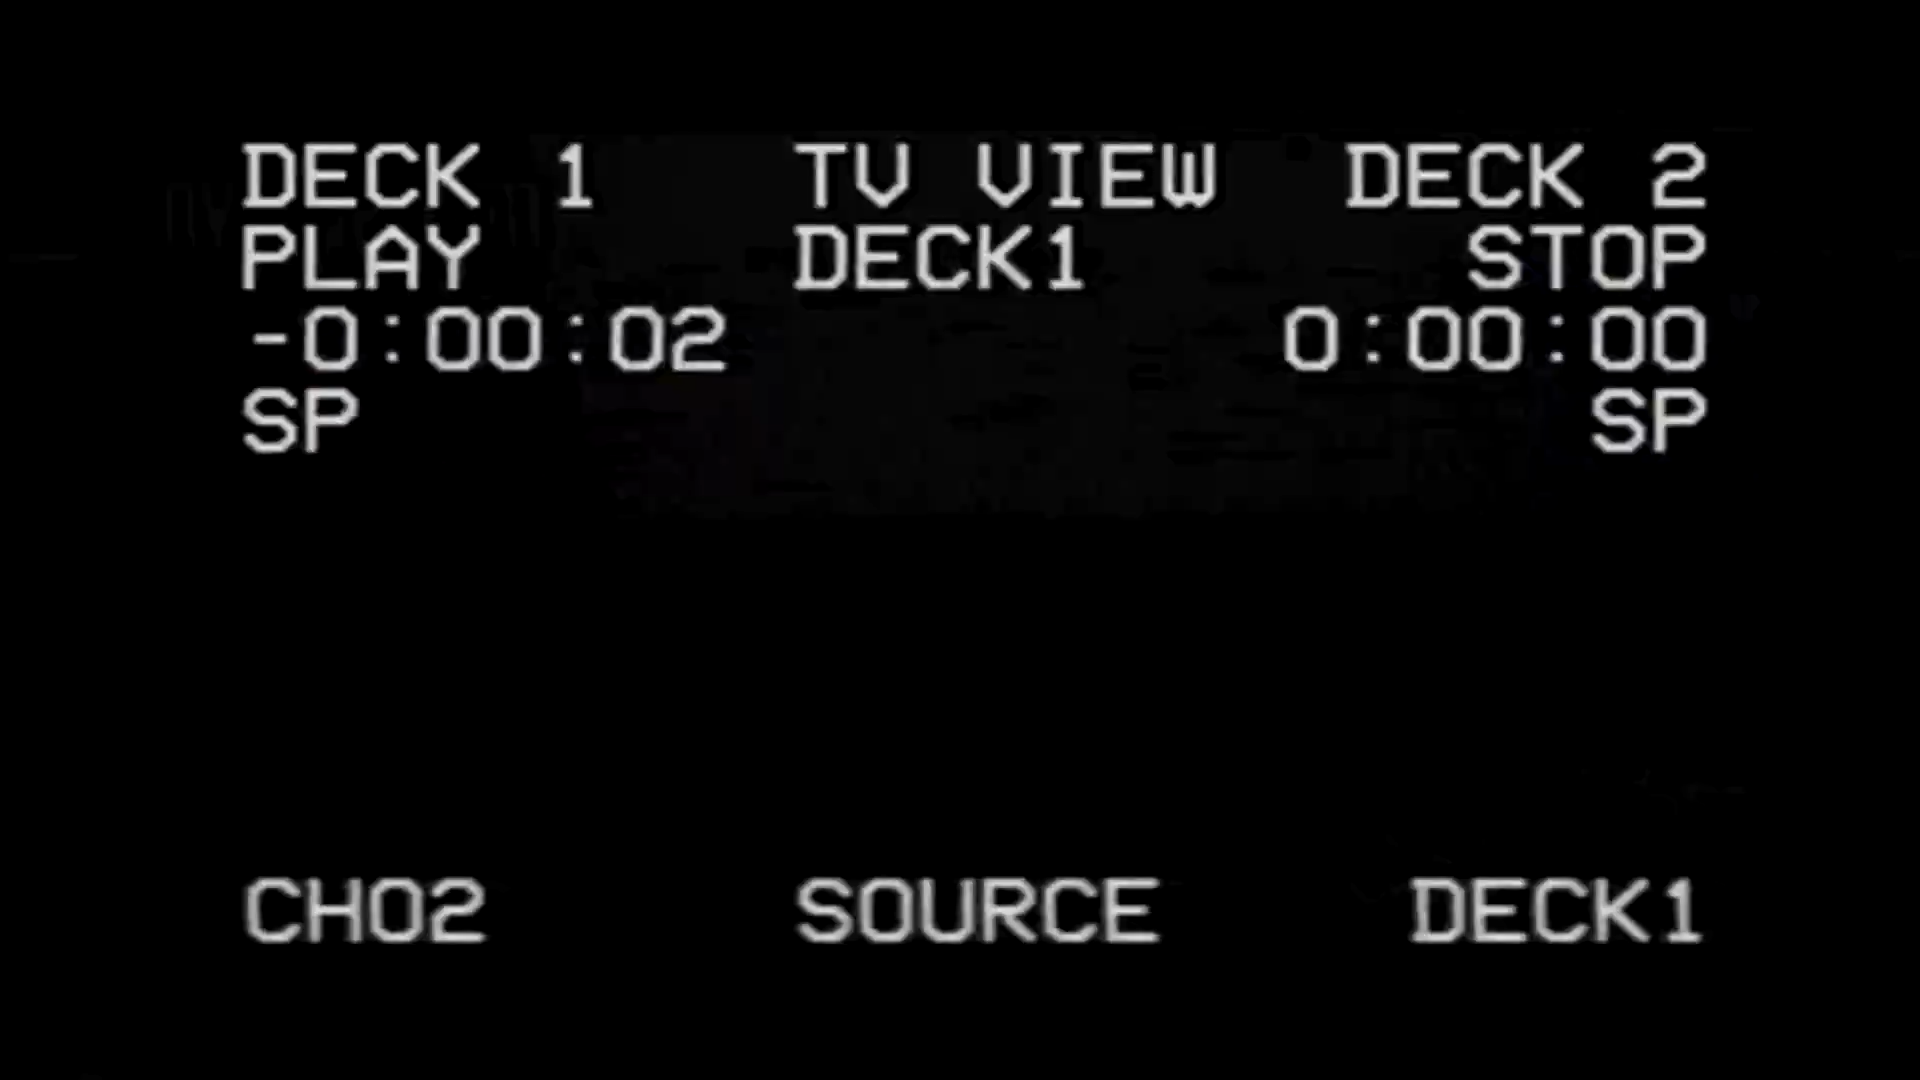 DECK 1 TV VIEW DECK 2
PLAY DECK1 STOP
-0:00:02 0:00:00
SP SP
CH02 SOURCE DECK1